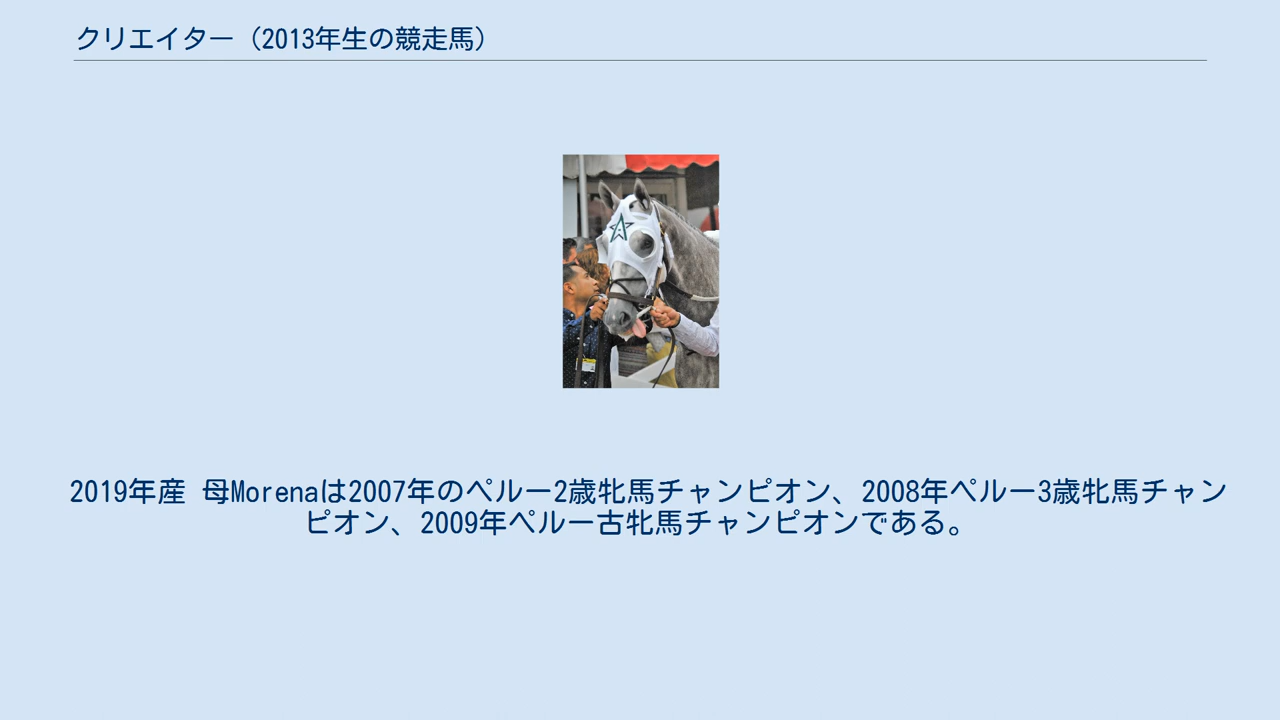 クリエイター（2013年生の競走馬）
2019年産 母Morenaは2007年のペルー2歳牝馬チャンピオン、2008年ペルー3歳牝馬チャン
ピオン、2009年ペルー古牝馬チャンピオンである。